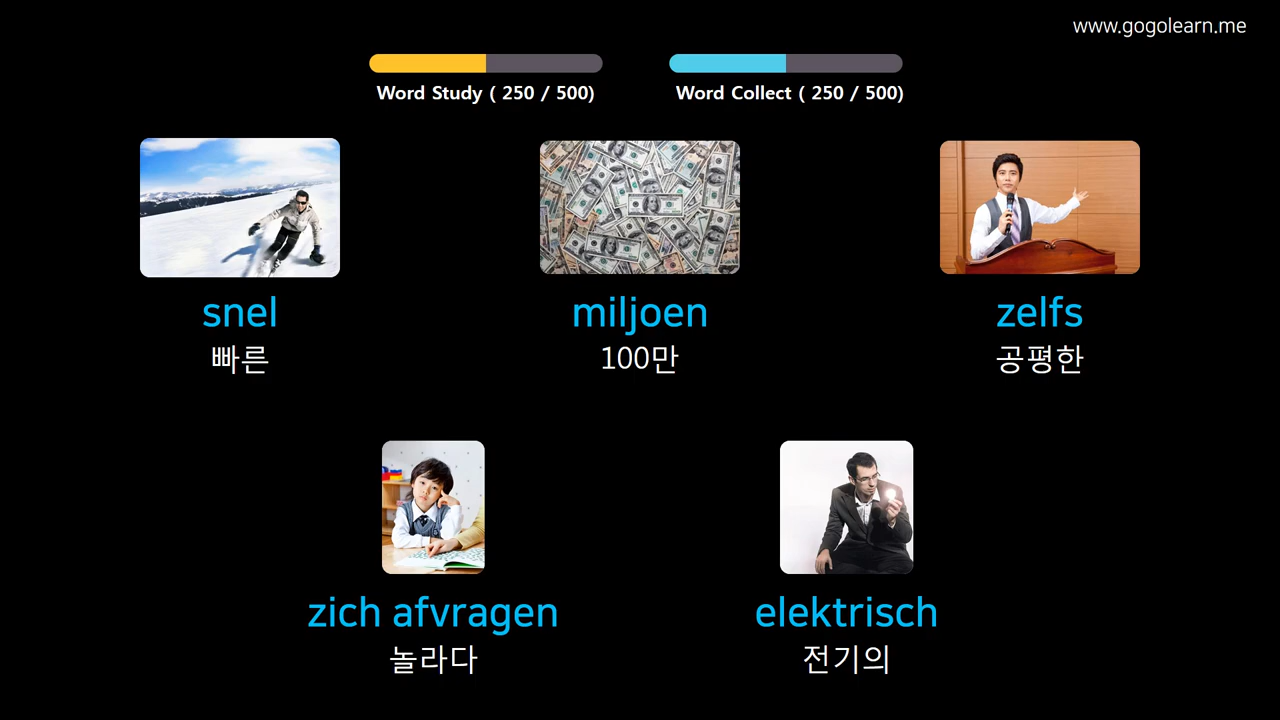 www.gogolearn.me
Word Study ( 250 / 500)
Word Collect ( 250 / 500)
snel
빠른
miljoen
100만
zelfs
공평한
zich afvragen
놀라다
elektrisch
전기의